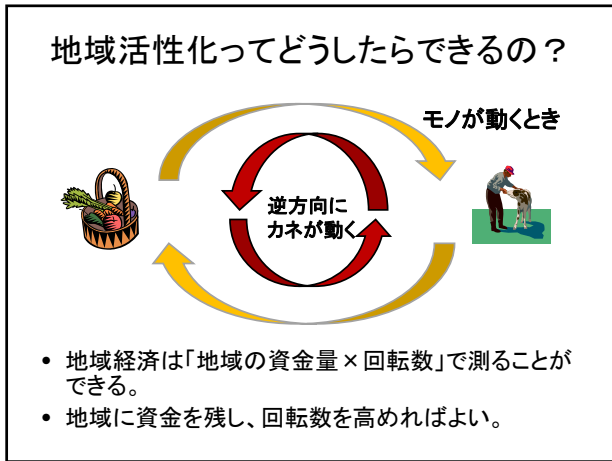 地域活性化ってどうしたらできるの？
モノが動くとき
逆方向に
カネが動く
• 地域経済は「地域の資金量×回転数」で測ることが
できる。
• 地域に資金を残し、回転数を高めればよい。